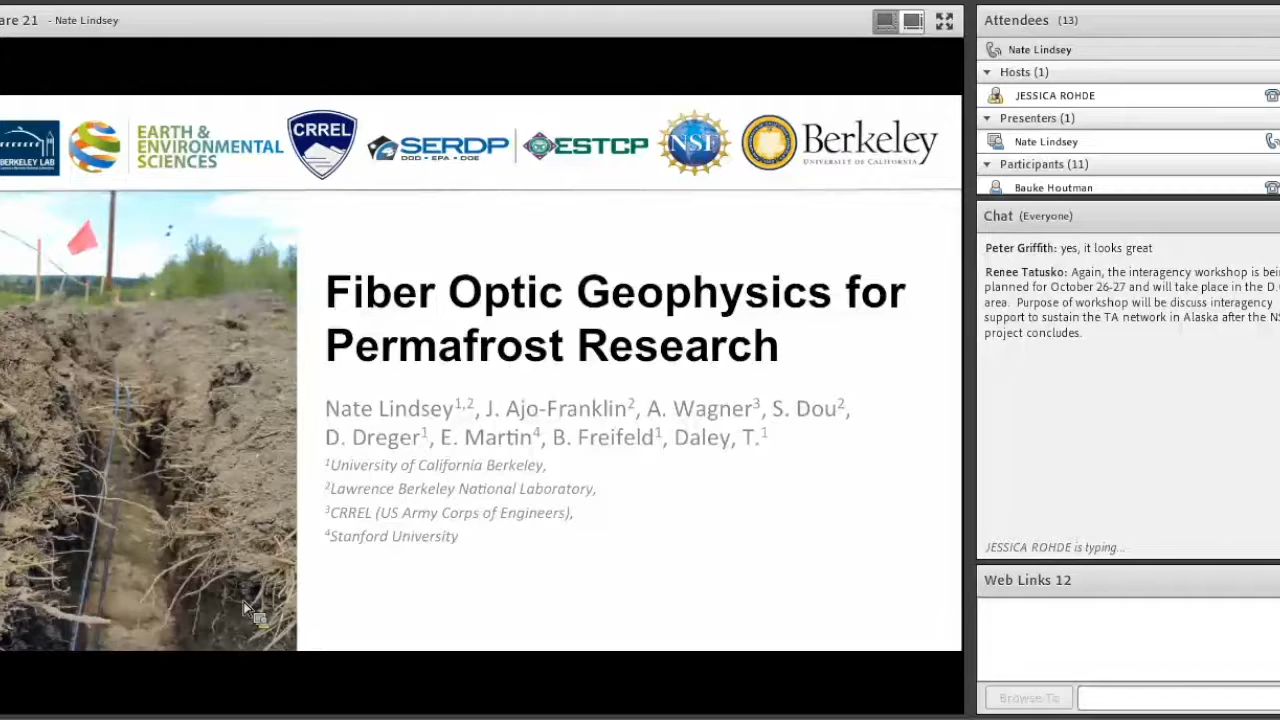 are 21 - Nate Lindsey
BERKELEY LAB
EARTH &
ENVIRONMENTAL
SCIENCES
CRREL
SERDP
DOD • EPA • DOE
ESTCP
NSF
Berkeley
UNIVERSITY OF CALIFORNIA
Fiber Optic Geophysics for
Permafrost Research
Nate Lindsey1,2, J. Ajo-Franklin2, A. Wagner3, S. Dou2,
D. Dreger1, E. Martin4, B. Freifeld1, Daley, T.1
1University of California Berkeley,
2Lawrence Berkeley National Laboratory,
3CRREL (US Army Corps of Engineers),
4Stanford University
Attendees (13)
Nate Lindsey
Hosts (1)
JESSICA ROHDE
Presenters (1)
Nate Lindsey
Participants (11)
Bauke Houtman
Chat (Everyone)
Peter Griffith: yes, it looks great
Renee Tatusko: Again, the interagency workshop is bei
planned for October 26-27 and will take place in the D.
area. Purpose of workshop will be discuss interagency
support to sustain the TA network in Alaska after the NS
project concludes.
JESSICA ROHDE is typing...
Web Links 12
Browse To